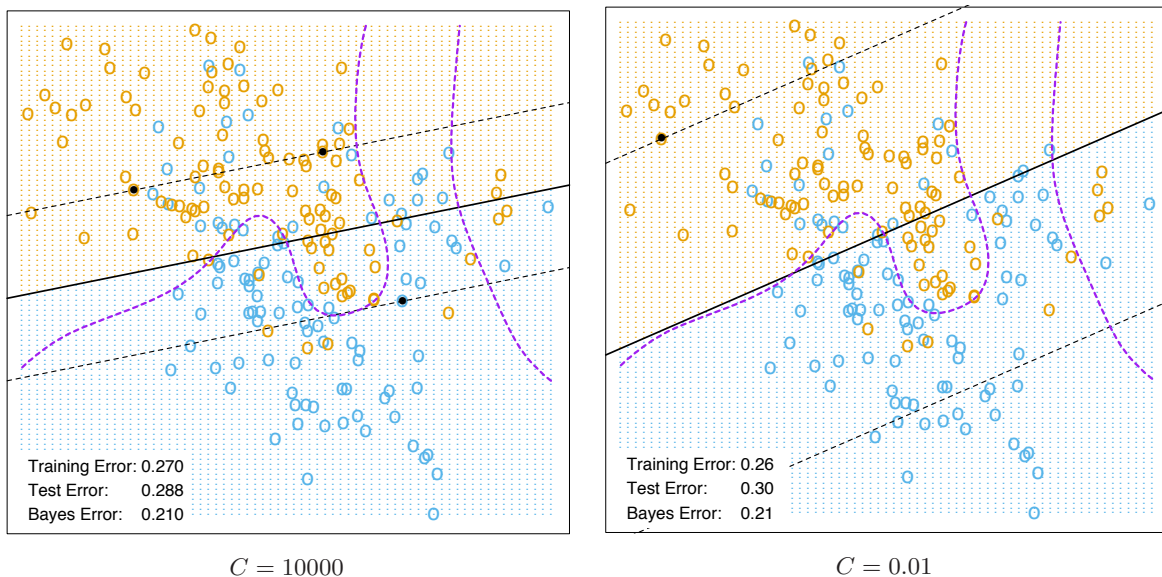 Training Error: 0.270
Test Error: 0.288
Bayes Error: 0.210
C = 10000
Training Error: 0.26
Test Error: 0.30
Bayes Error: 0.21
C = 0.01